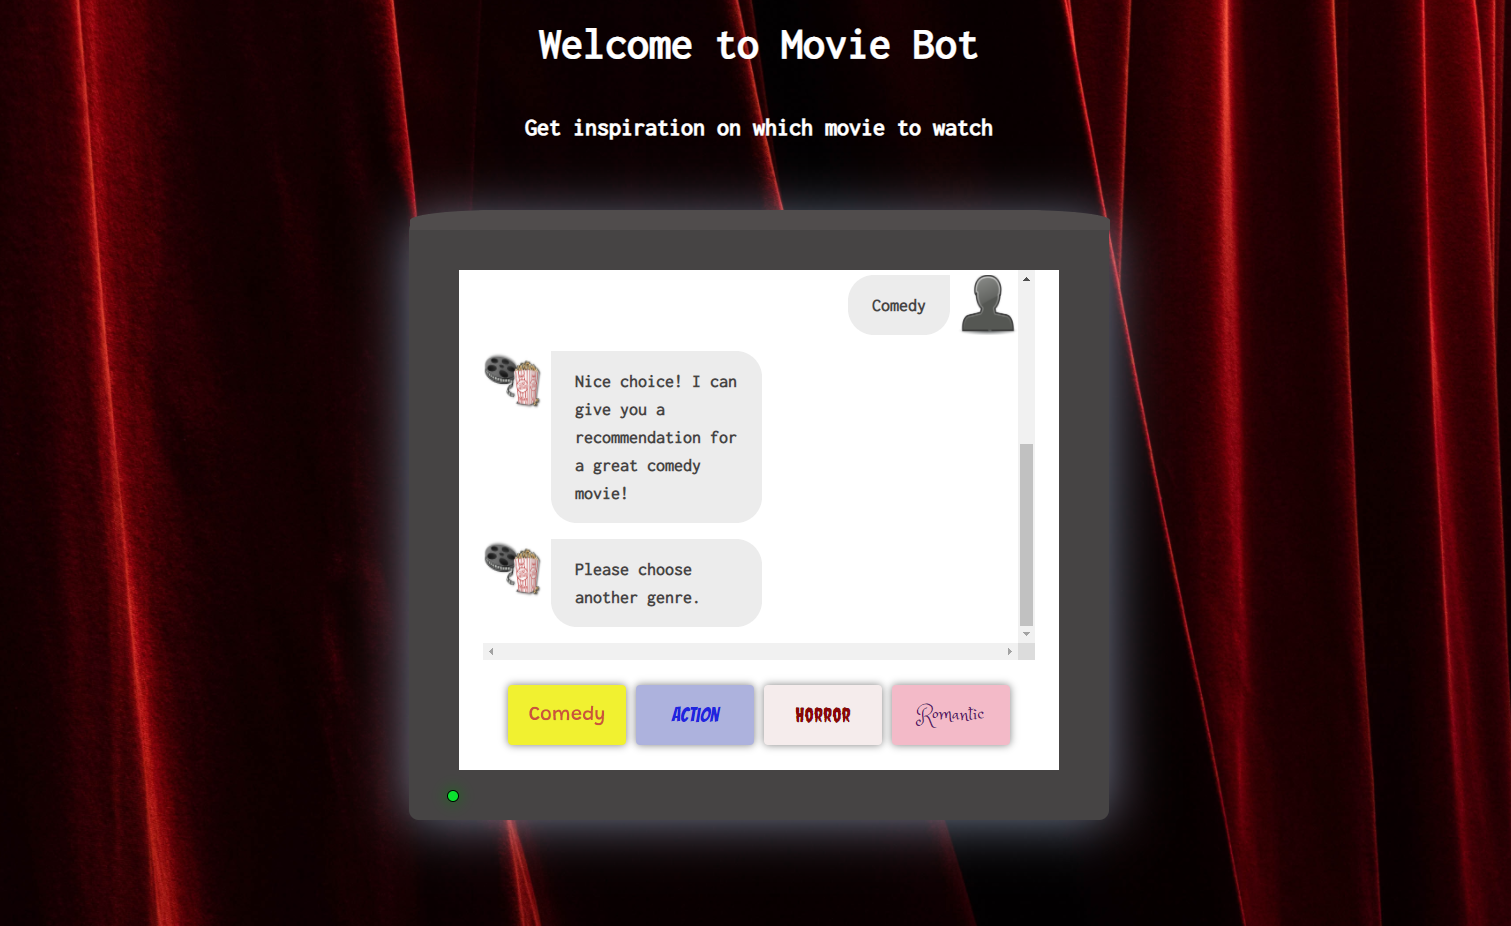 Welcome to Movie Bot
Get inspiration on which movie to watch
Comedy
Nice choice! I can
give you a
recommendation for
a great comedy
movie!
Please choose
another genre.
Comedy
ACTION
HORROR
Romantic